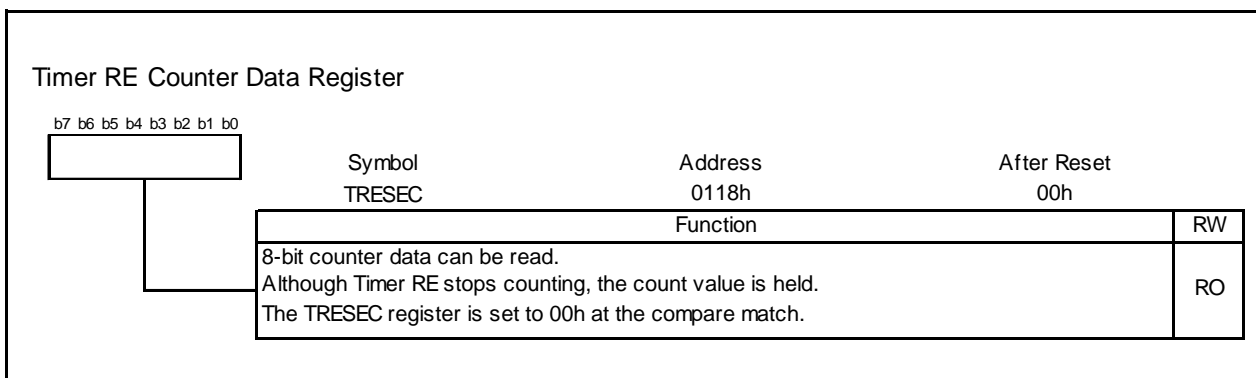 Timer RE Counter Data Register
b7 b6 b5 b4 b3 b2 b1 b0
Symbol Address After Reset
TRESEC 0118h 00h
Function RW
8-bit counter data can be read.
Although Timer RE stops counting, the count value is held.
The TRESEC register is set to 00h at the compare match.
RO